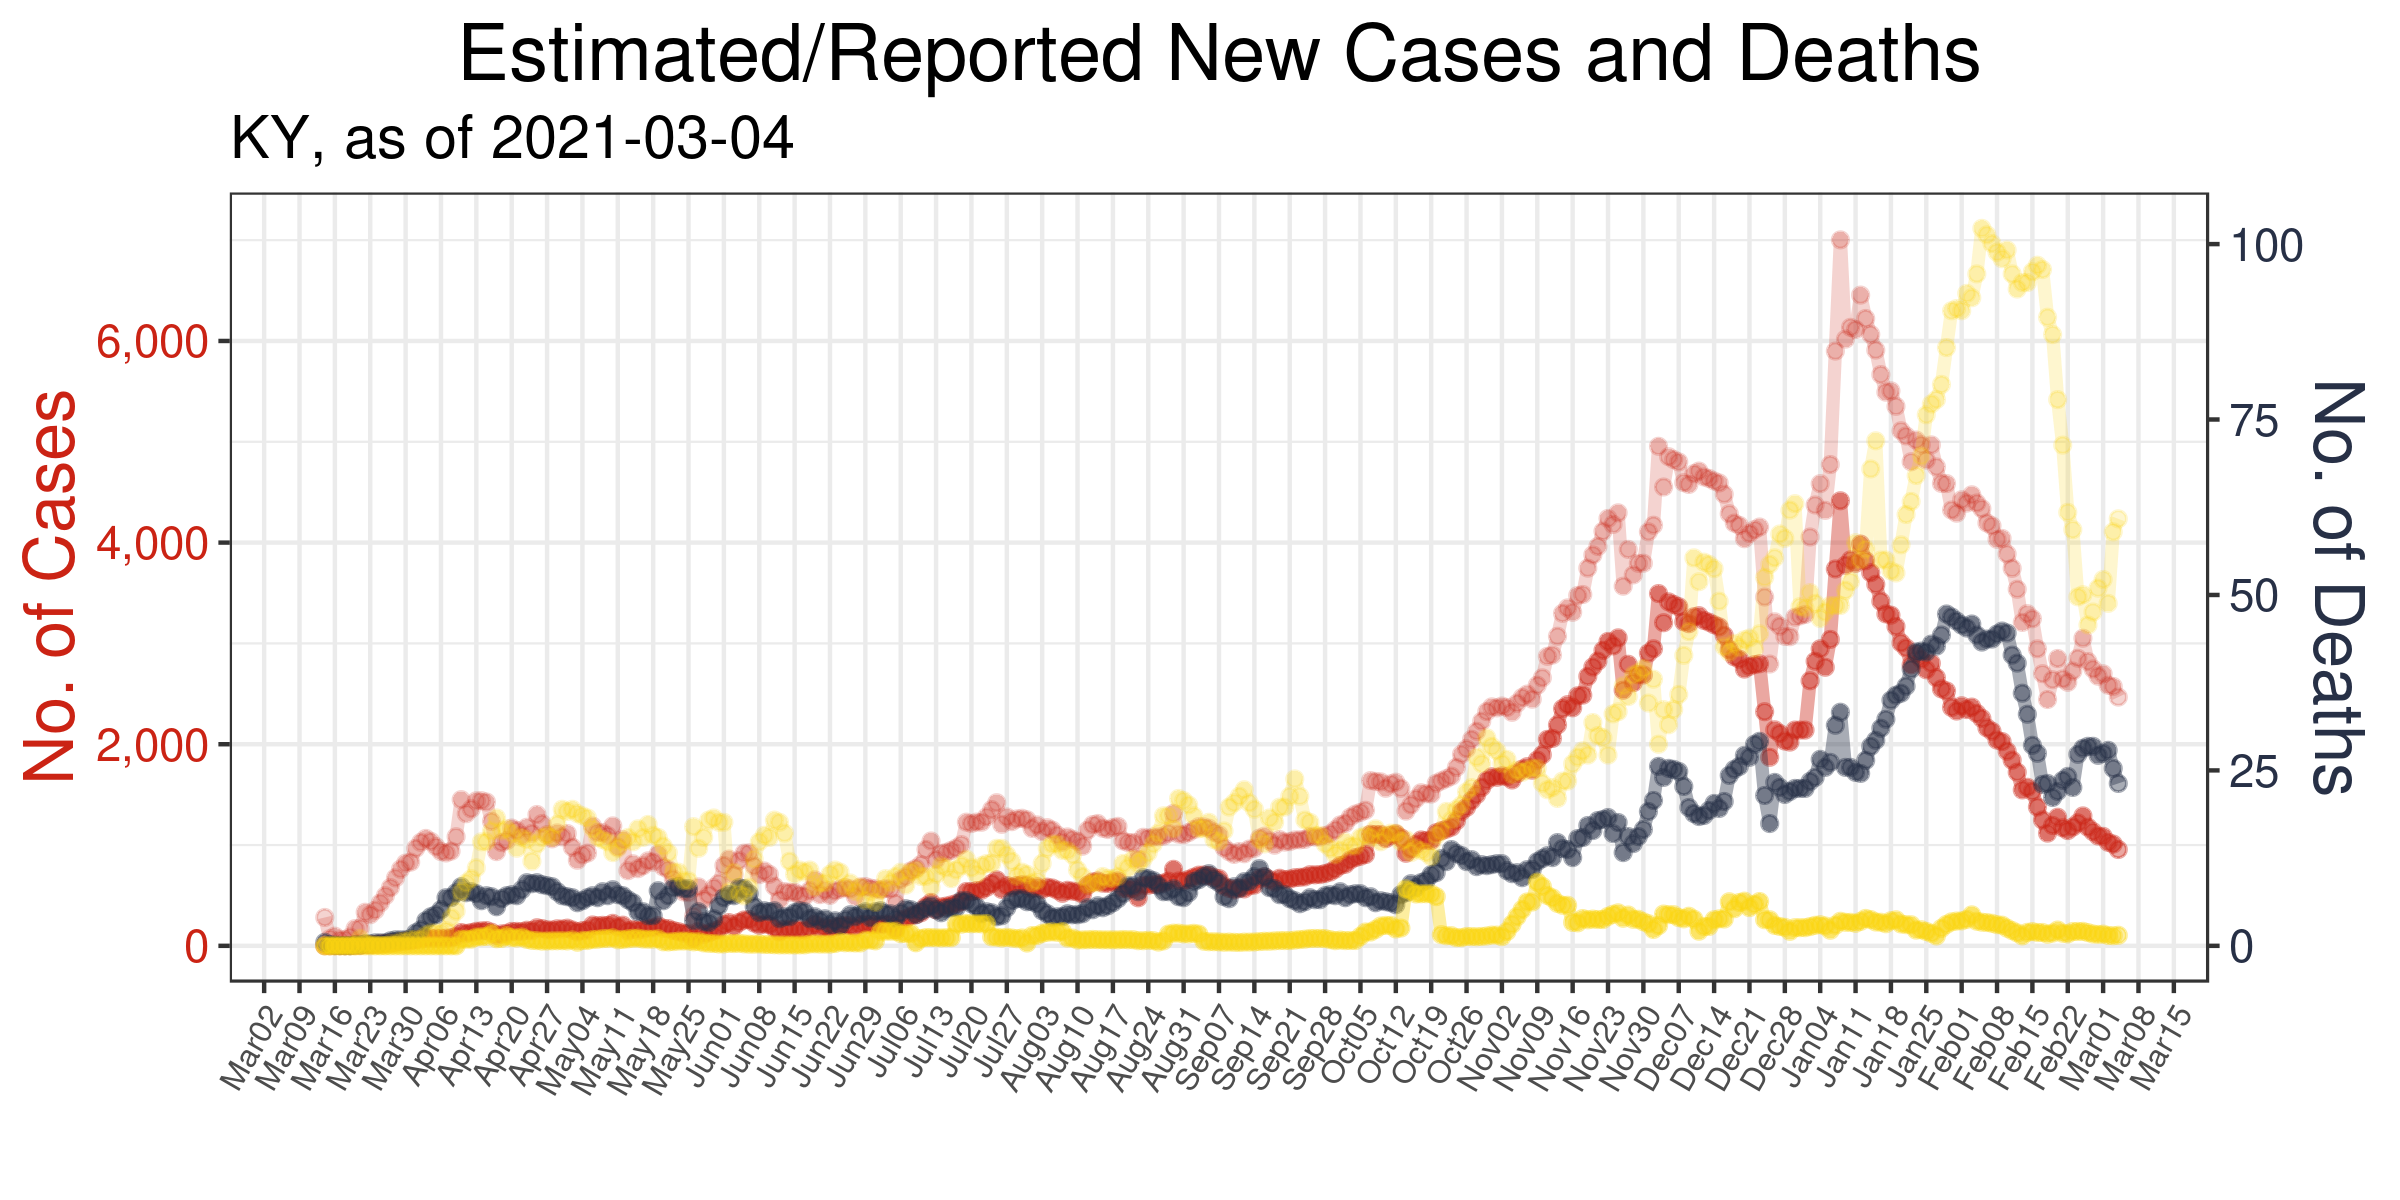 Estimated/Reported New Cases and Deaths
KY, as of 2021-03-04
No. of Cases
6,000
4,000
2,000
0
100
75
50
25
0
No. of Deaths
Mar02
Mar09
Mar16
Mar23
Mar30
Apr06
Apr13
Apr20
Apr27
May04
May11
May18
May25
Jun01
Jun08
Jun15
Jun22
Jun29
Jul06
Jul13
Jul20
Jul27
Aug03
Aug10
Aug17
Aug24
Aug31
Sep07
Sep14
Sep21
Sep28
Oct05
Oct12
Oct19
Oct26
Nov02
Nov09
Nov16
Nov23
Nov30
Dec07
Dec14
Dec21
Dec28
Jan04
Jan11
Jan18
Jan25
Feb01
Feb08
Feb15
Feb22
Mar01
Mar08
Mar15